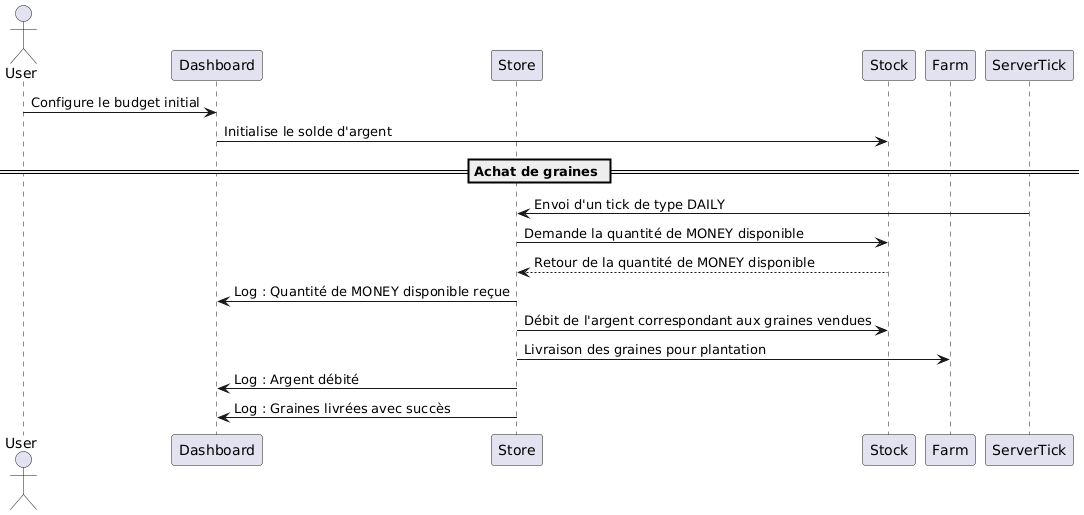 User
Dashboard
Store
Stock
Farm
ServerTick
Configure le budget initial
Initialise le solde d'argent
Achat de graines
Envoi d'un tick de type DAILY
Demande la quantité de MONEY disponible
Retour de la quantité de MONEY disponible
Log : Quantité de MONEY disponible reçue
Débit de l'argent correspondant aux graines vendues
Livraison des graines pour plantation
Log : Argent débité
Log : Graines livrées avec succès
User
Dashboard
Store
Stock
Farm
ServerTick